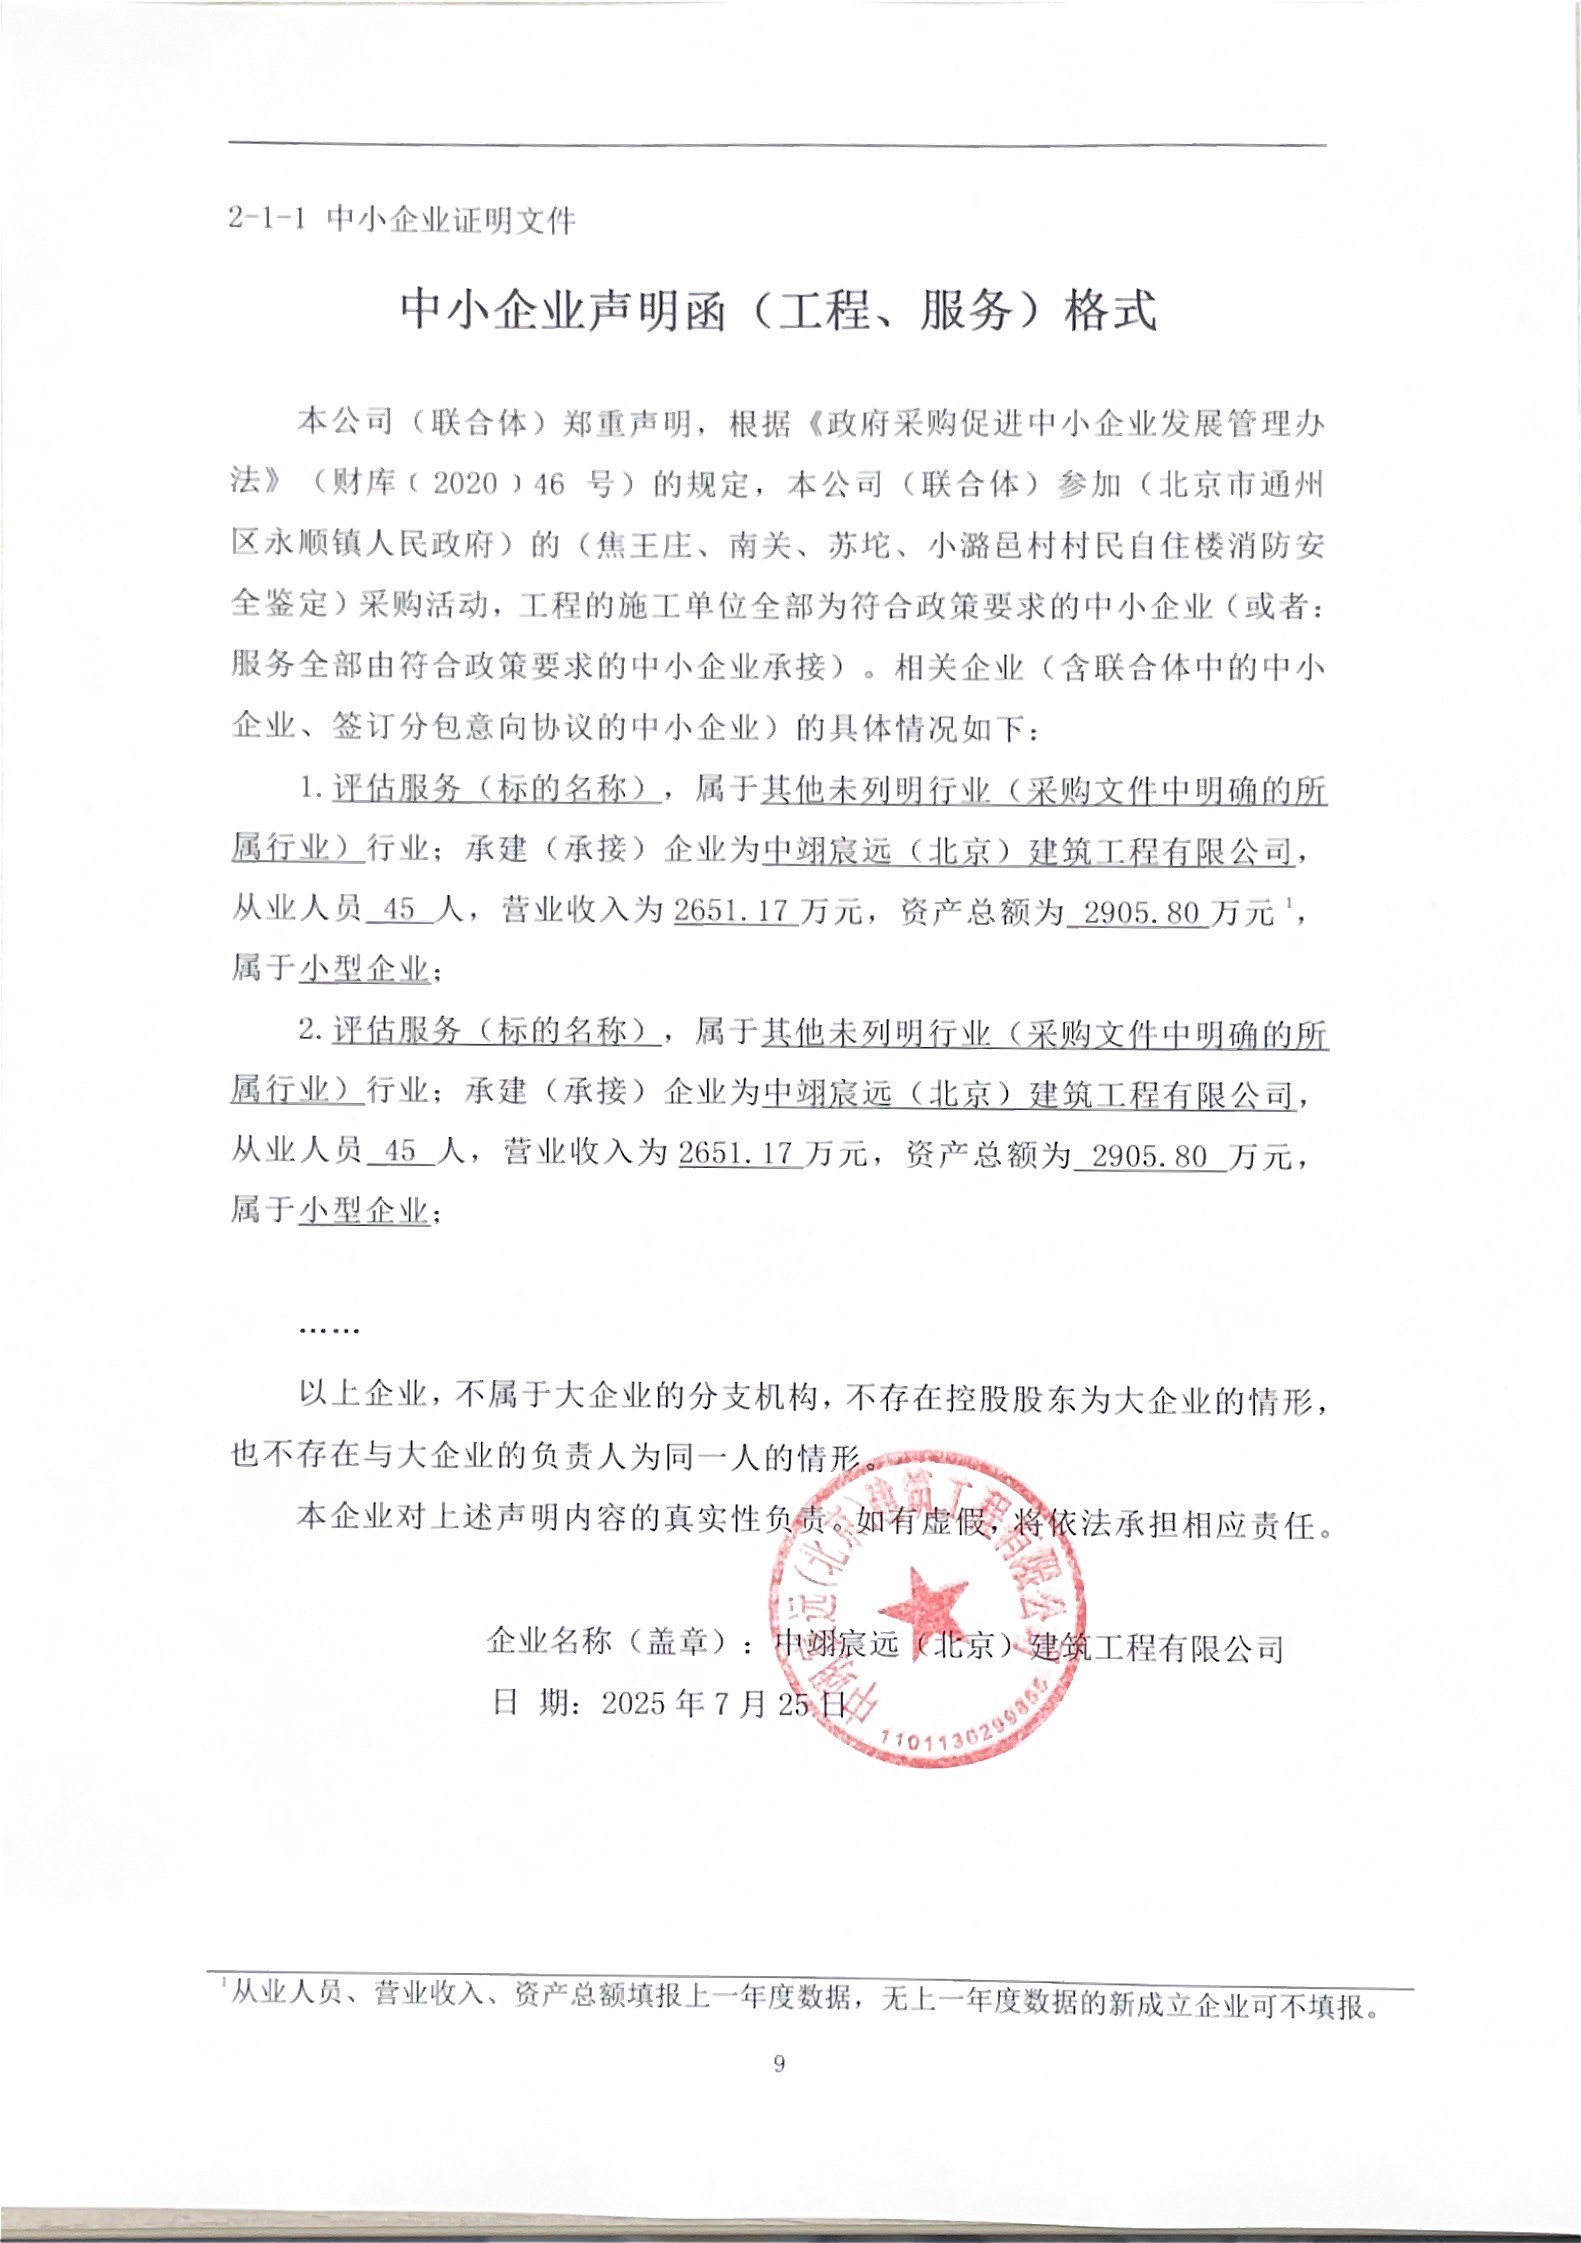 2-1-1 中小企业证明文件
中小企业声明函（工程、服务）格式
本公司（联合体）郑重声明，根据《政府采购促进中小企业发展管理办
法》（财库﹝2020﹞46 号）的规定，本公司（联合体）参加（北京市通州
区永顺镇人民政府）的（焦王庄、南关、苏坨、小潞邑村村民自住楼消防安
全鉴定）采购活动，工程的施工单位全部为符合政策要求的中小企业（或者：
服务全部由符合政策要求的中小企业承接）。相关企业（含联合体中的中小
企业、签订分包意向协议的中小企业）的具体情况如下：
1.评估服务（标的名称），属于其他未列明行业（采购文件中明确的所
属行业）行业；承建（承接）企业为中翊宸远（北京）建筑工程有限公司，
从业人员 45 人，营业收入为 2651.17 万元，资产总额为 2905.80 万元¹，
属于小型企业；
2.评估服务（标的名称），属于其他未列明行业（采购文件中明确的所
属行业）行业；承建（承接）企业为中翊宸远（北京）建筑工程有限公司，
从业人员 45 人，营业收入为 2651.17 万元，资产总额为 2905.80 万元，
属于小型企业；
……
以上企业，不属于大企业的分支机构，不存在控股股东为大企业的情形，
也不存在与大企业的负责人为同一人的情形。
本企业对上述声明内容的真实性负责。如有虚假，将依法承担相应责任。
企业名称（盖章）：中翊宸远（北京）建筑工程有限公司
日 期：2025 年 7 月 25 日
中翊宸远(北京)建筑工程有限公司
1101130299855
¹从业人员、营业收入、资产总额填报上一年度数据，无上一年度数据的新成立企业可不填报。
9